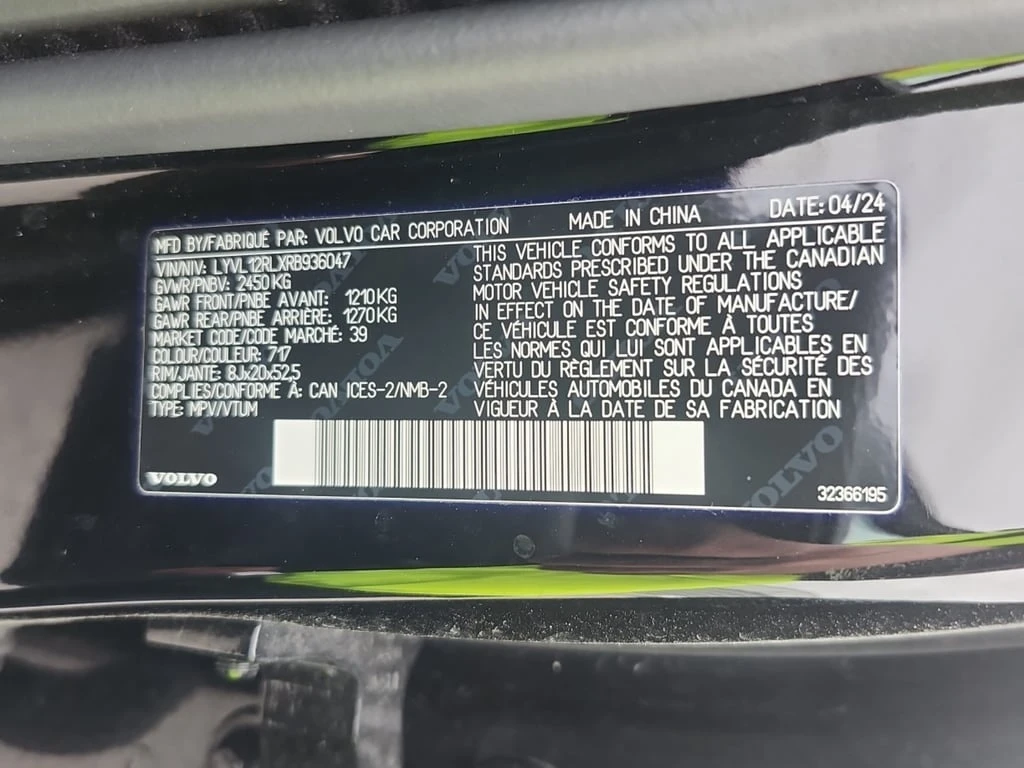 MFD BY/FABRIQUÉ PAR: VOLVO CAR CORPORATION MADE IN CHINA DATE: 04/24
VIN/NIV: LYVL12RLXRB936047
GVWR/PNBV: 2450 KG
GAWR FRONT/PNBE AVANT: 1210 KG
GAWR REAR/PNBE ARRIÈRE: 1270 KG
MARKET CODE/CODE MARCHÉ: 39
COLOUR/COULEUR: 717
RIM/JANTE: 8Jx20x52,5
COMPLIES/CONFORME À: CAN ICES-2/NMB-2
TYPE: MPV/VTUM
THIS VEHICLE CONFORMS TO ALL APPLICABLE
STANDARDS PRESCRIBED UNDER THE CANADIAN
MOTOR VEHICLE SAFETY REGULATIONS
IN EFFECT ON THE DATE OF MANUFACTURE/
CE VÉHICULE EST CONFORME À TOUTES
LES NORMES QUI LUI SONT APPLICABLES EN
VERTU DU RÈGLEMENT SUR LA SÉCURITÉ DES
VÉHICULES AUTOMOBILES DU CANADA EN
VIGUEUR À LA DATE DE SA FABRICATION
VOLVO
32366195
VOLVO